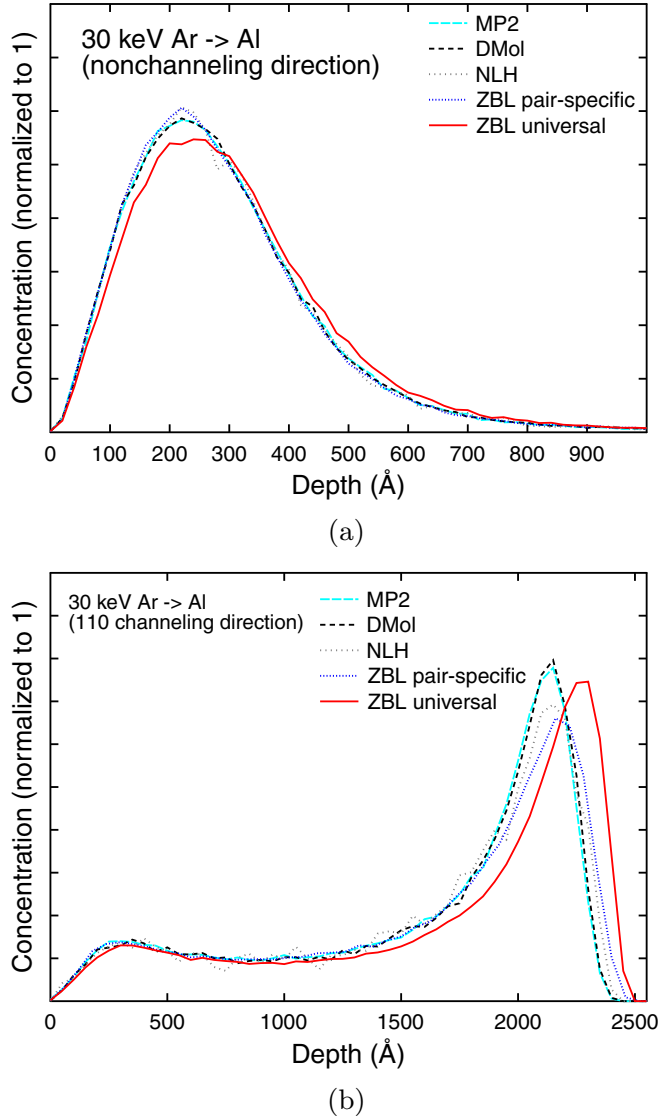 30 keV Ar -> Al
(nonchanneling direction)
MP2
DMol
NLH
ZBL pair-specific
ZBL universal
Concentration (normalized to 1)
0 100 200 300 400 500 600 700 800 900
Depth (Å)
(a)
30 keV Ar -> Al
(110 channeling direction)
MP2
DMol
NLH
ZBL pair-specific
ZBL universal
Concentration (normalized to 1)
0 500 1000 1500 2000 2500
Depth (Å)
(b)